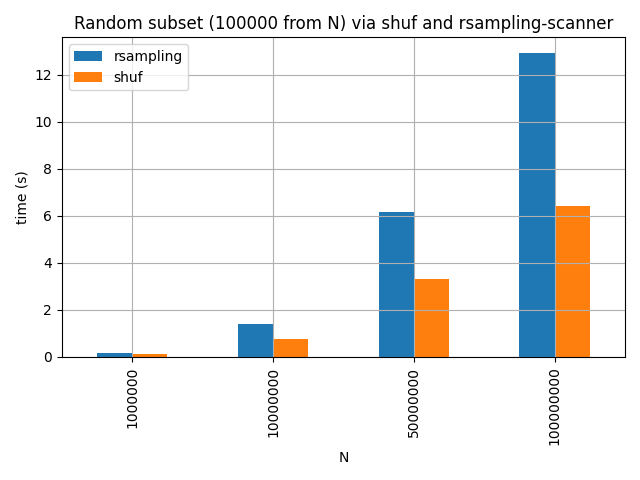 Random subset (100000 from N) via shuf and rsampling-scanner
rsampling
shuf
time (s)
12
10
8
6
4
2
0
1000000
10000000
50000000
100000000
N